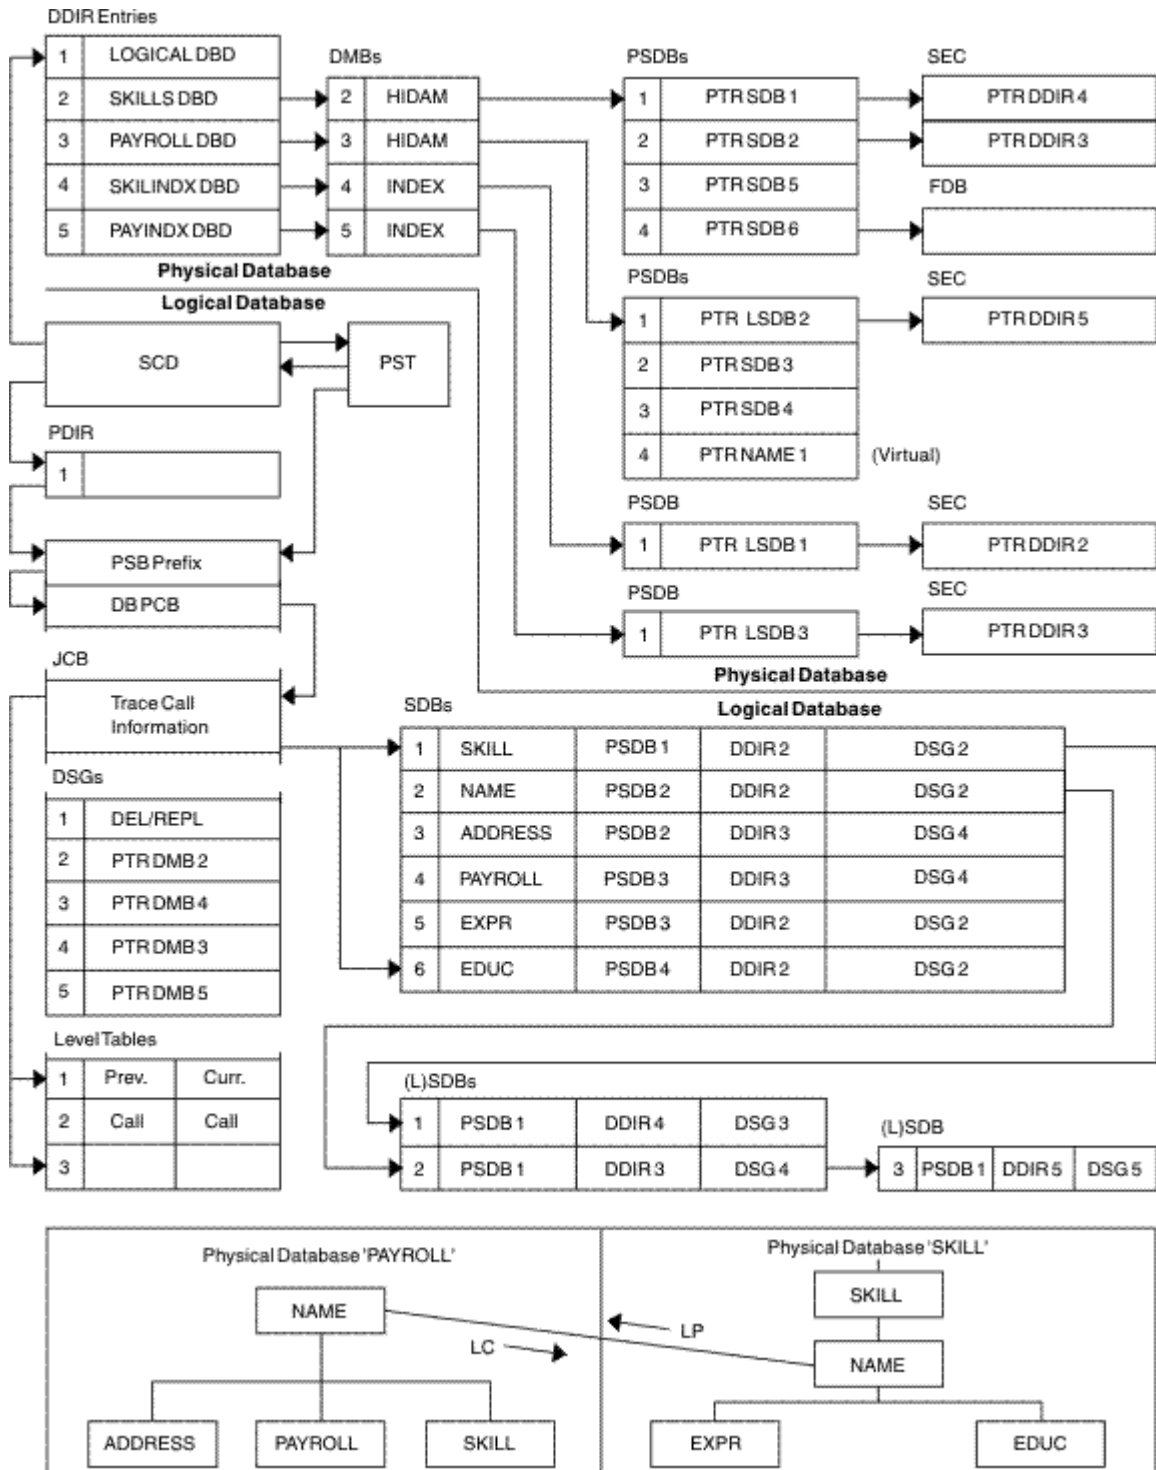 DDIR Entries
1 LOGICAL DBD
2 SKILLS DBD
3 PAYROLL DBD
4 SKILINDX DBD
5 PAYINDX DBD
DMBs
2 HIDAM
3 HIDAM
4 INDEX
5 INDEX
PSDBs
1 PTR SDB 1
2 PTR SDB 2
3 PTR SDB 5
4 PTR SDB 6
SEC
PTR DDIR 4
PTR DDIR 3
FDB
Physical Database
Logical Database
PSDBs
1 PTR LSDB 2
2 PTR SDB 3
3 PTR SDB 4
4 PTR NAME 1
(Virtual)
SEC
PTR DDIR 5
SCD
PST
PDIR
1
PSDB
1 PTR LSDB 1
SEC
PTR DDIR 2
PSB Prefix
DB PCB
PSDB
1 PTR LSDB 3
SEC
PTR DDIR 3
Physical Database
Logical Database
JCB
Trace Call
Information
SDBs
1 SKILL PSDB 1 DDIR 2 DSG 2
2 NAME PSDB 2 DDIR 2 DSG 2
3 ADDRESS PSDB 2 DDIR 3 DSG 4
4 PAYROLL PSDB 3 DDIR 3 DSG 4
5 EXPR PSDB 3 DDIR 2 DSG 2
6 EDUC PSDB 4 DDIR 2 DSG 2
DSGs
1 DEL/REPL
2 PTR DMB 2
3 PTR DMB 4
4 PTR DMB 3
5 PTR DMB 5
Level Tables
1 Prev. Curr.
2 Call Call
3
(L)SDBs
1 PSDB 1 DDIR 4 DSG 3
2 PSDB 1 DDIR 3 DSG 4
(L)SDB
3 PSDB 1 DDIR 5 DSG 5
Physical Database 'PAYROLL'
NAME
LC
ADDRESS
PAYROLL
SKILL
Physical Database 'SKILL'
SKILL
LP
NAME
EXPR
EDUC